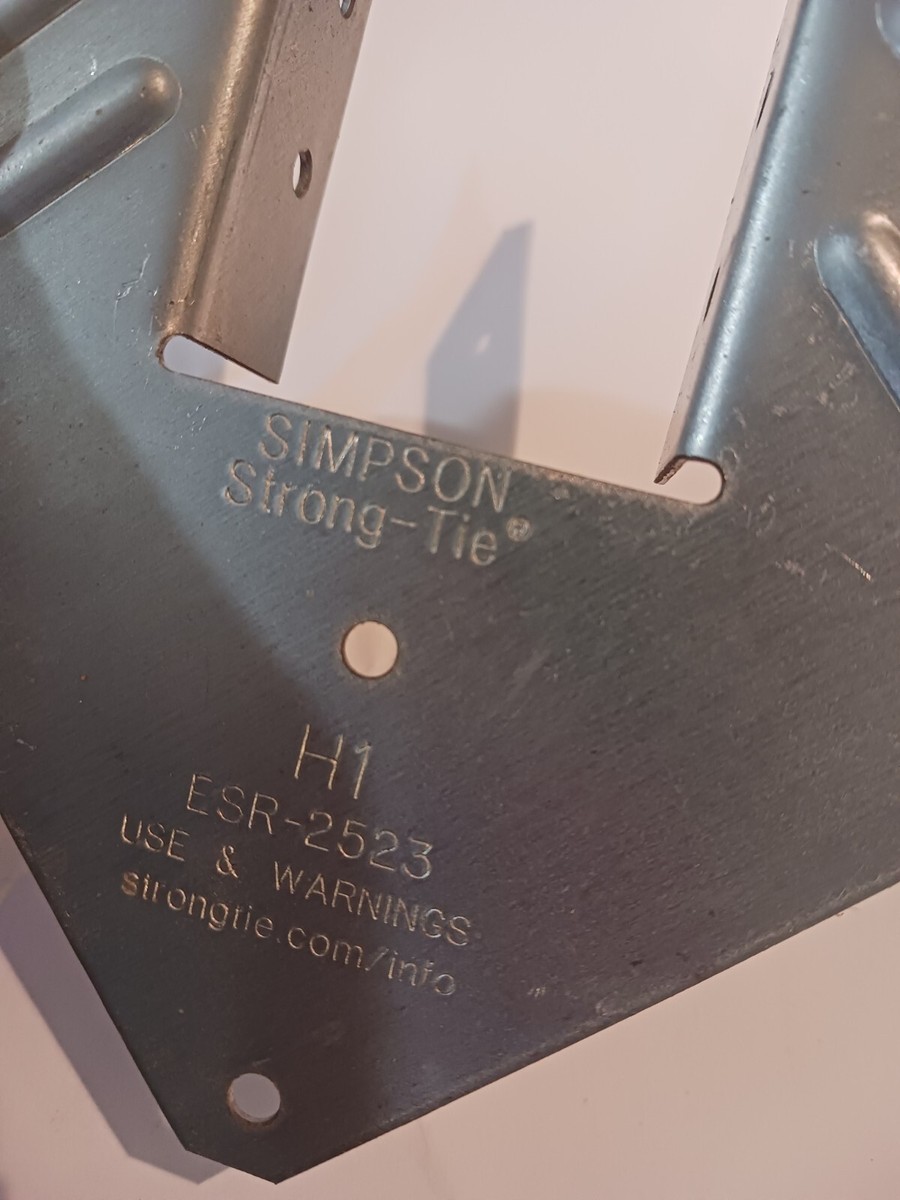 SIMPSON
Strong-Tie®
H1
ESR-2523
USE & WARNINGS
strongtie.com/info